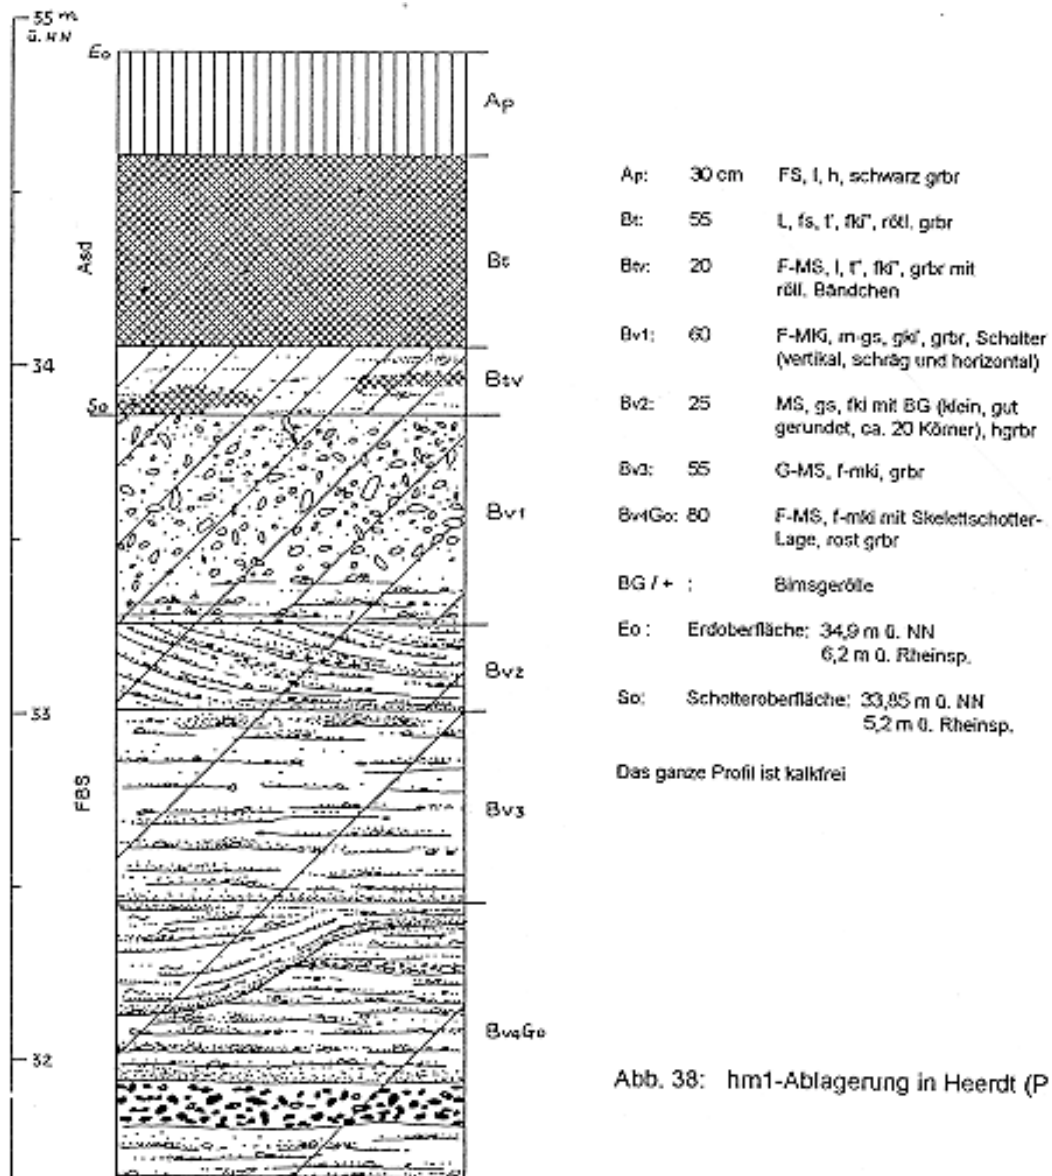 35 m
ü. NN
Eo
Ap
Asd
Bt
34
Btv
So
Bv1
Bv2
33
FBS
Bv3
Bv4Go
32
Ap: 30 cm FS, l, h, schwarz grbr
Bt: 55 L, fs, t', fki", rötl, grbr
Btv: 20 F-MS, l, t", fki", grbr mit
rötl. Bändchen
Bv1: 60 F-MKi, m-gs, gki', grbr, Schotter
(vertikal, schräg und horizontal)
Bv2: 25 MS, gs, fki mit BG (klein, gut
gerundet, ca. 20 Körner), hgrbr
Bv3: 55 G-MS, f-mki, grbr
Bv4Go: 80 F-MS, f-mki mit Skelettschotter-
Lage, rost grbr
BG / + : Bimsgerölle
Eo : Erdoberfläche: 34,9 m ü. NN
6,2 m ü. Rheinsp.
So: Schotteroberfläche: 33,85 m ü. NN
5,2 m ü. Rheinsp.
Das ganze Profil ist kalkfrei
Abb. 38: hm1-Ablagerung in Heerdt (P